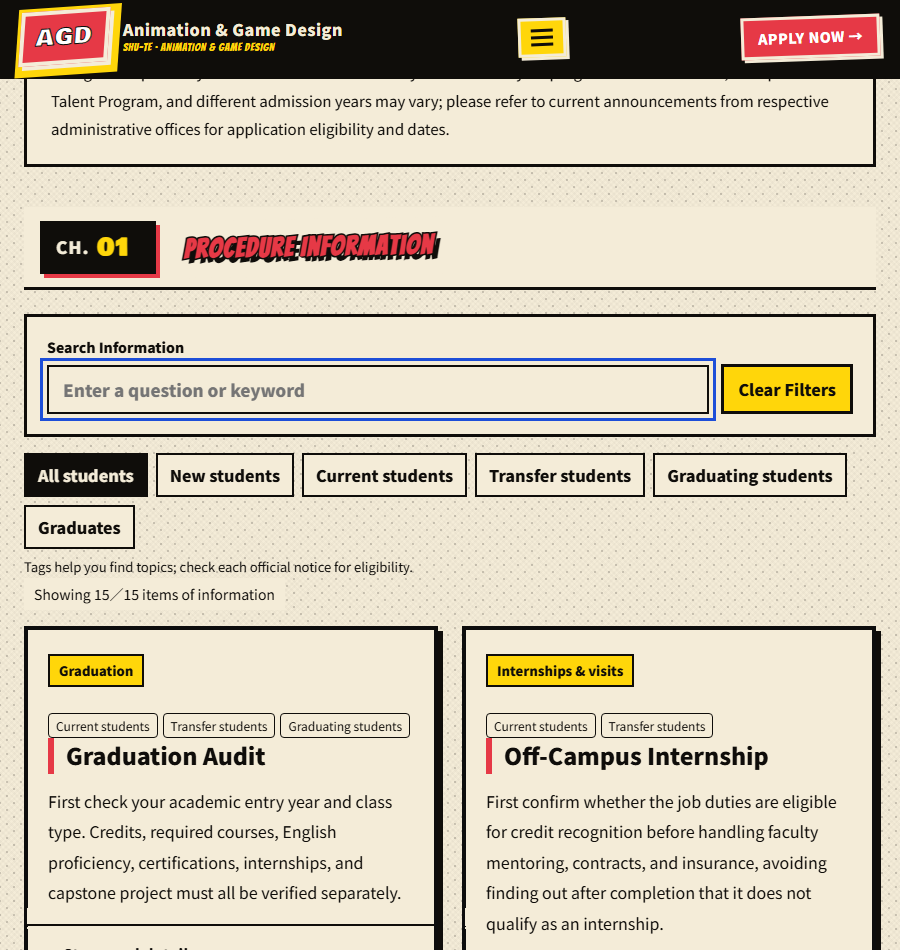 AGD
Animation & Game Design
SHU-TE · ANIMATION & GAME DESIGN
APPLY NOW →
Talent Program, and different admission years may vary; please refer to current announcements from respective
administrative offices for application eligibility and dates.
CH. 01
PROCEDURE INFORMATION
Search Information
Enter a question or keyword
Clear Filters
All students
New students
Current students
Transfer students
Graduating students
Graduates
Tags help you find topics; check each official notice for eligibility.
Showing 15／15 items of information
Graduation
Current students
Transfer students
Graduating students
Graduation Audit
First check your academic entry year and class
type. Credits, required courses, English
proficiency, certifications, internships, and
capstone project must all be verified separately.
Internships & visits
Current students
Transfer students
Off-Campus Internship
First confirm whether the job duties are eligible
for credit recognition before handling faculty
mentoring, contracts, and insurance, avoiding
finding out after completion that it does not
qualify as an internship.